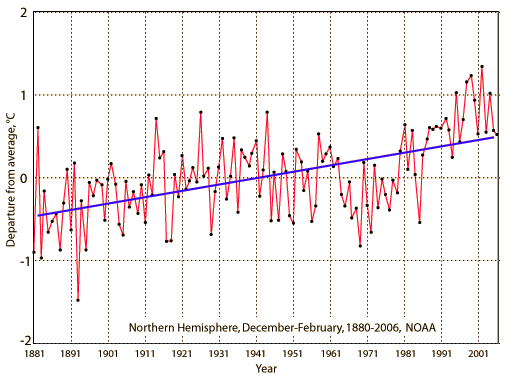 2
1
0
-1
-2
Departure from average, °C
Northern Hemisphere, December-February, 1880-2006, NOAA
1881 1891 1901 1911 1921 1931 1941 1951 1961 1971 1981 1991 2001
Year